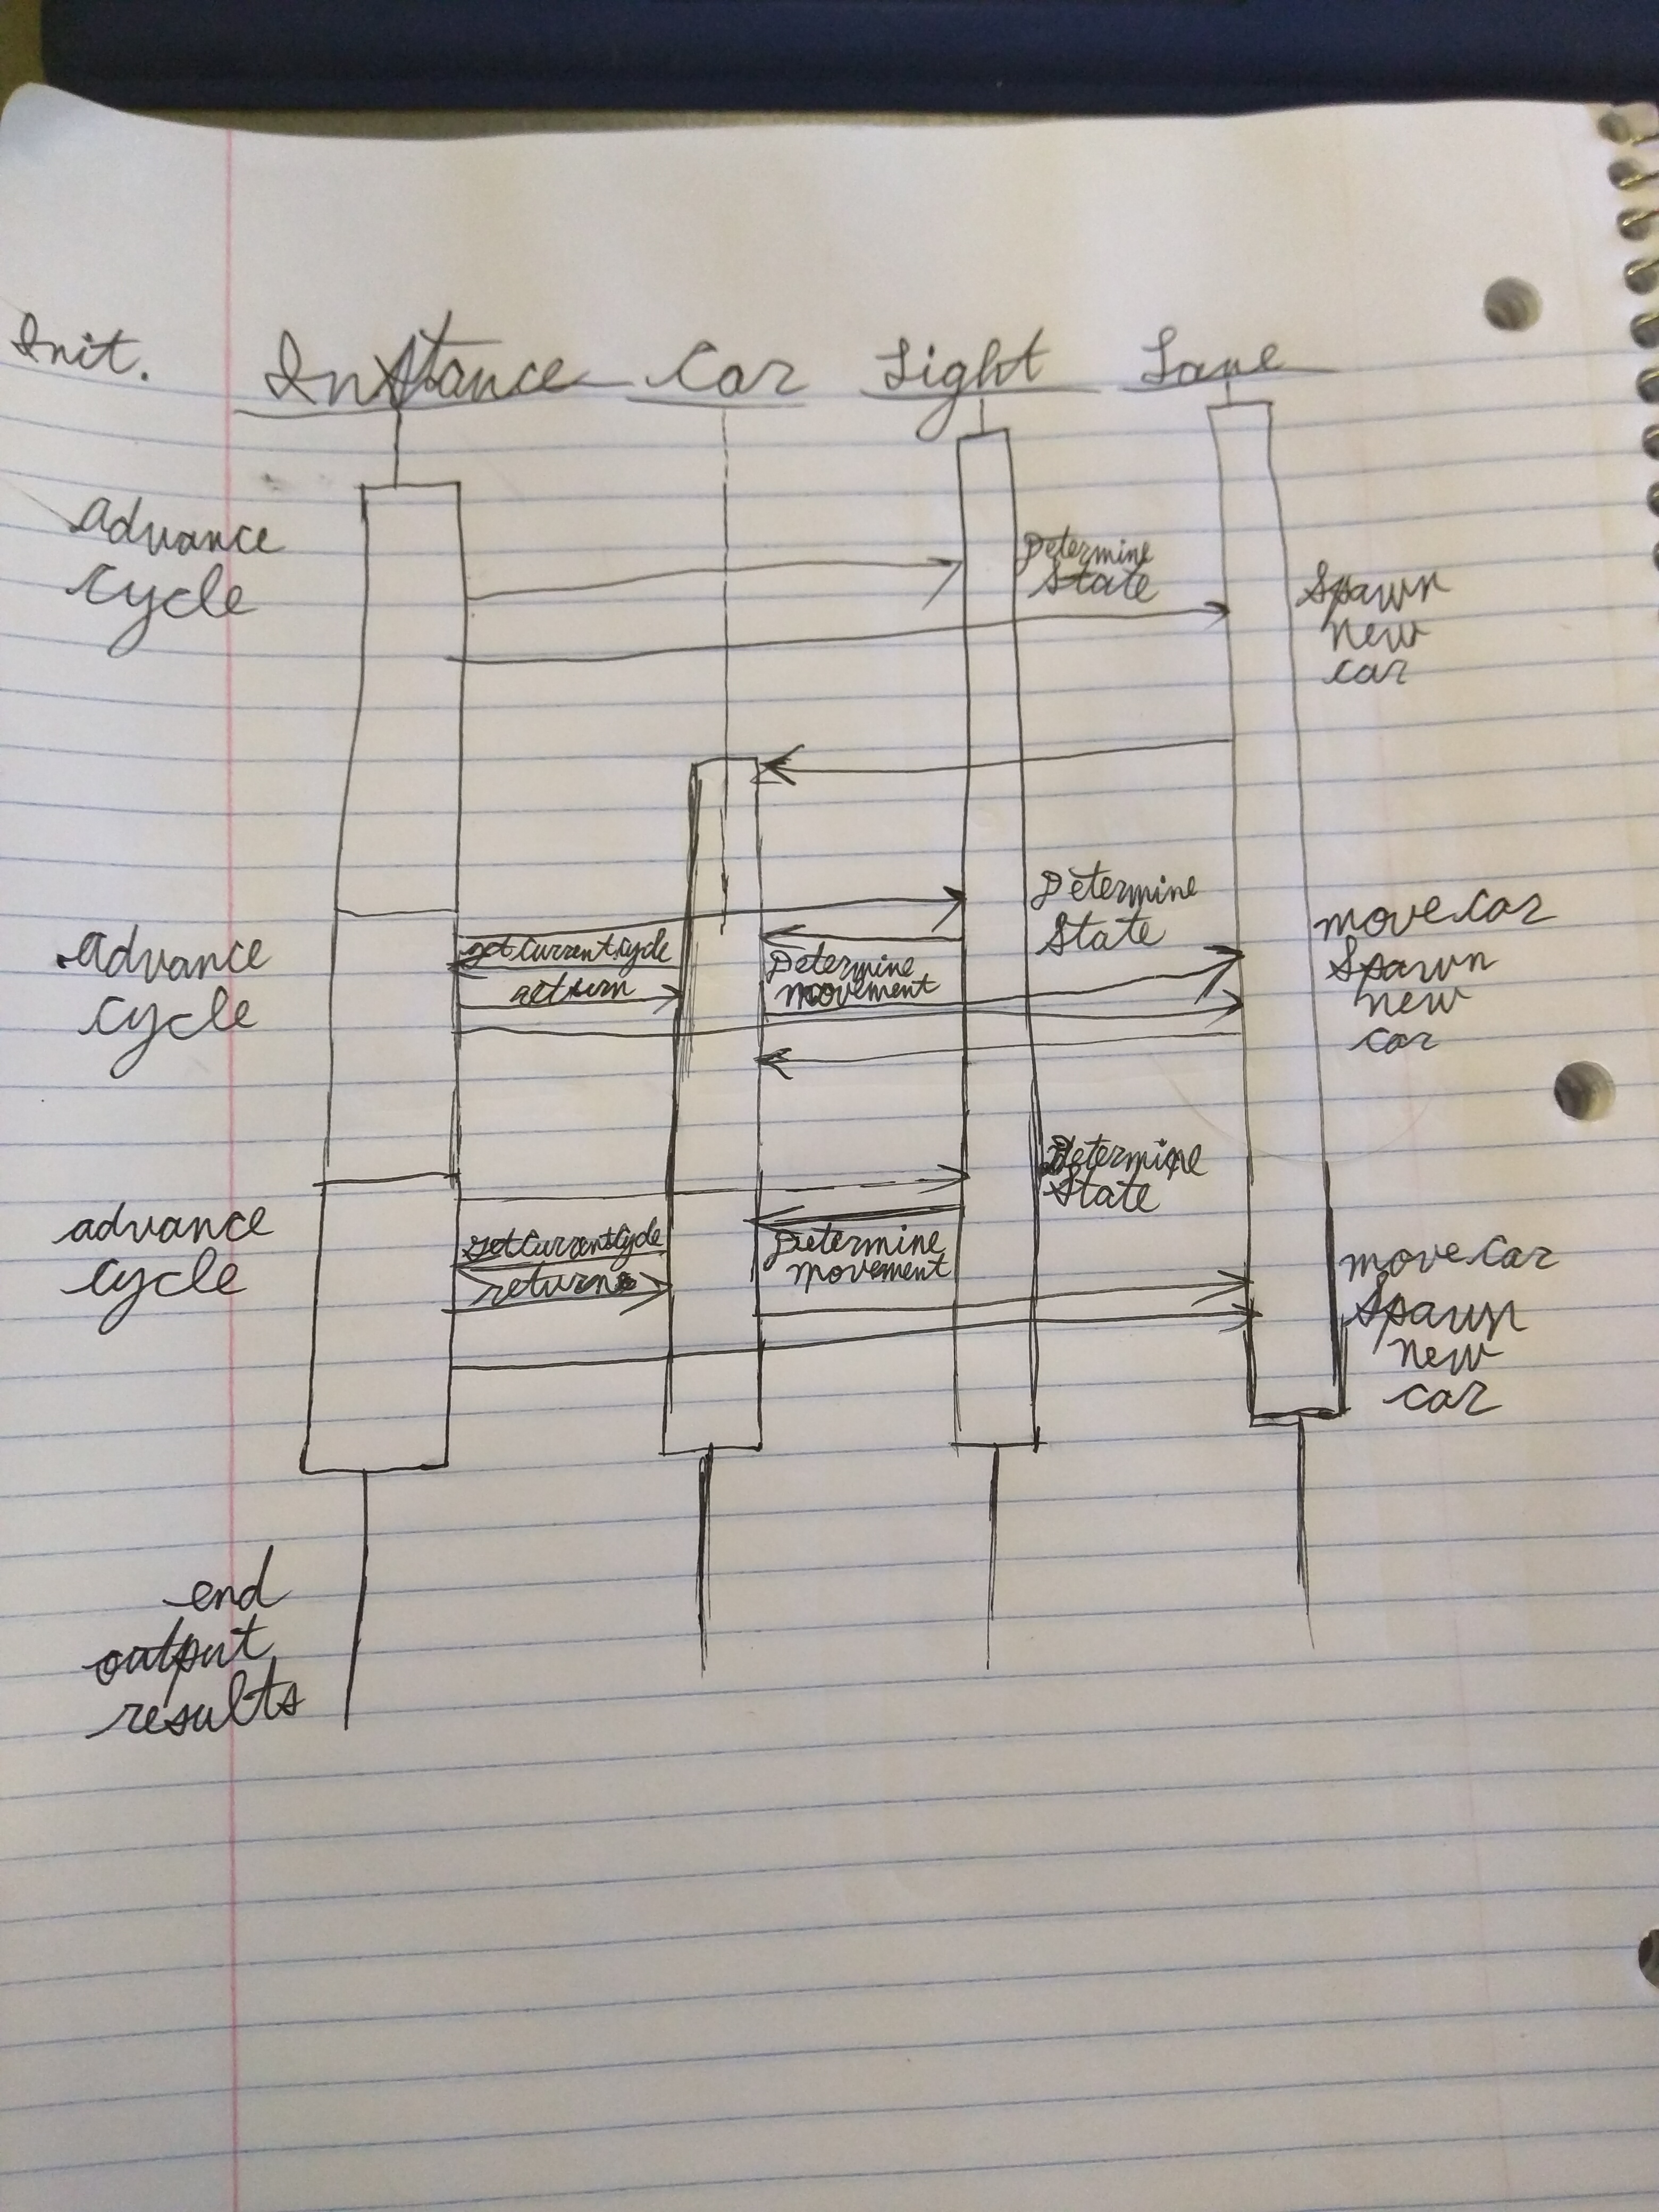 Init.
Instance Car Light Lane
advance
cycle
Determine
State
Spawn
new
car
advance
cycle
getCurrentCycle
return
Determine
movement
Determine
State
move car
Spawn
new
car
advance
cycle
getCurrentCycle
return
Determine
movement
Determine
State
move car
Spawn
new
car
end
output
results